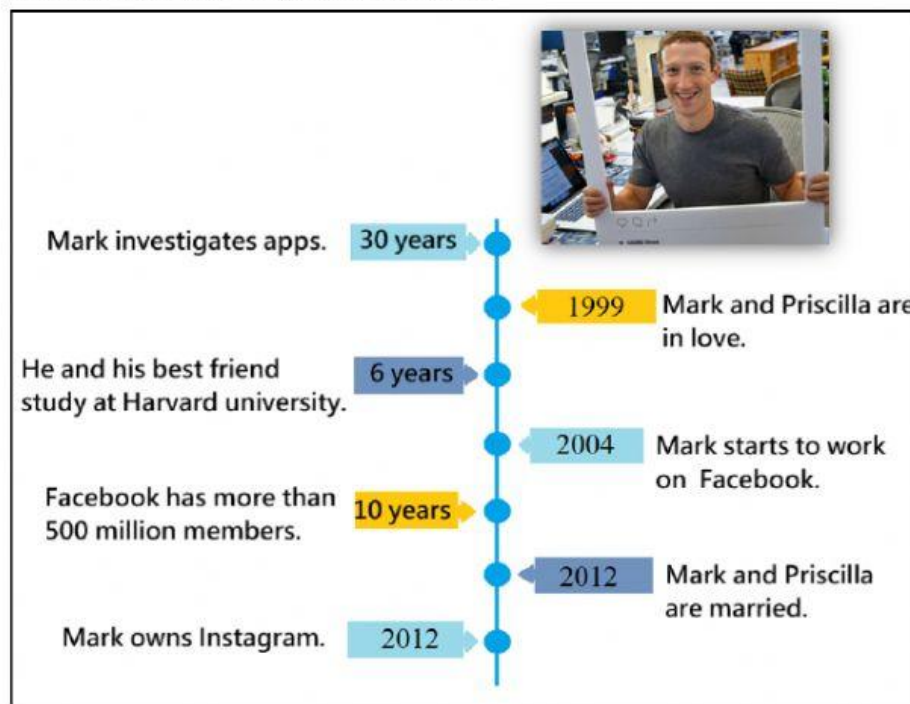 Mark investigates apps.
30 years
1999
Mark and Priscilla are
in love.
He and his best friend
study at Harvard university.
6 years
2004
Mark starts to work
on Facebook.
Facebook has more than
500 million members.
10 years
2012
Mark and Priscilla
are married.
Mark owns Instagram.
2012